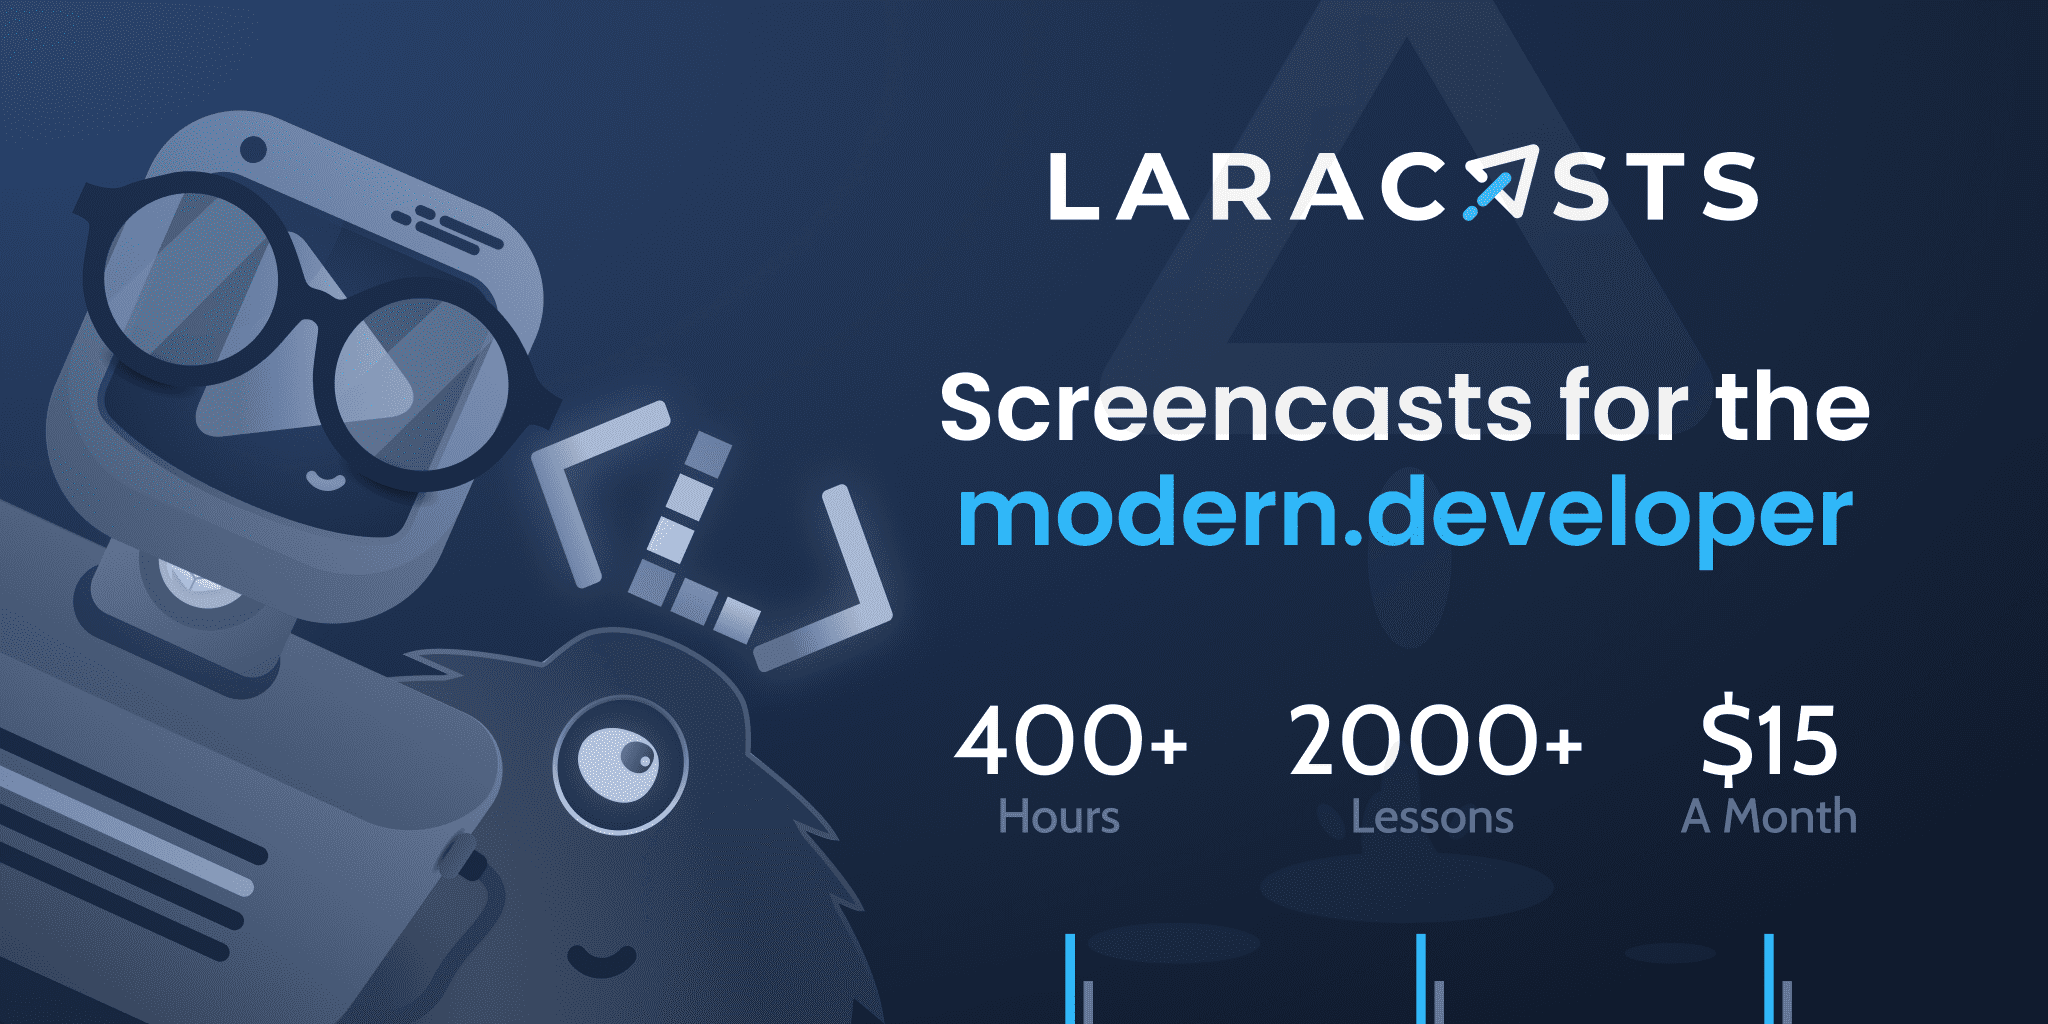 LARACASTS
Screencasts for the
modern.developer
400+ 2000+ $15
Hours Lessons A Month